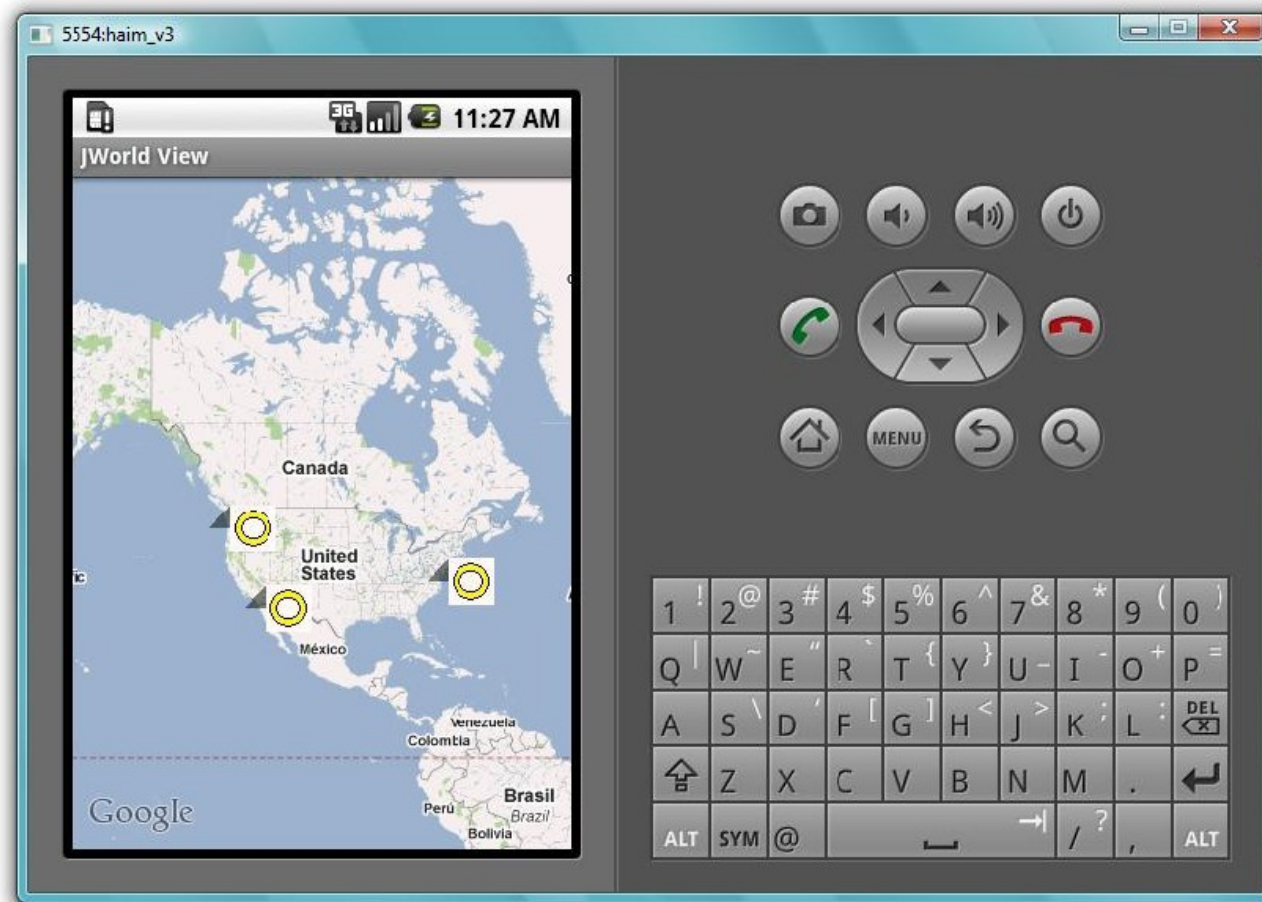 5554:haim_v3
3G
11:27 AM
JWorld View
Canada
United
States
México
Venezuela
Colombia
Perú
Brasil
Brazil
Bolivia
Google
MENU
1 ! 2 @ 3 # 4 $ 5 % 6 ^ 7 & 8 * 9 ( 0 )
Q | W ~ E " R ` T { Y } U _ I - O + P =
A S \ D ' F [ G ] H < J > K ; L : DEL
Z X C V B N M .
ALT SYM @ / ? , ALT